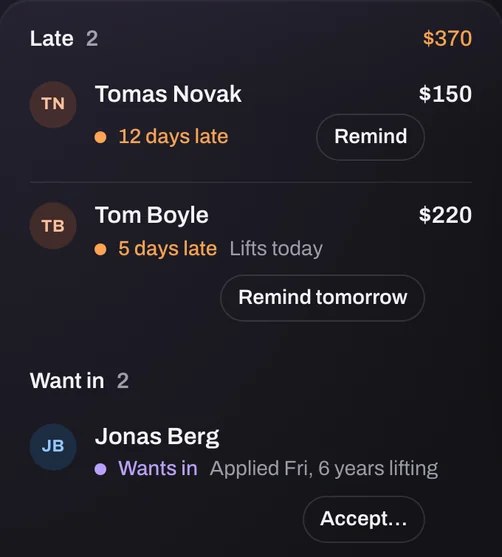 Late 2 $370
TN Tomas Novak $150
12 days late Remind
TB Tom Boyle $220
5 days late Lifts today
Remind tomorrow
Want in 2
JB Jonas Berg
Wants in Applied Fri, 6 years lifting
Accept...